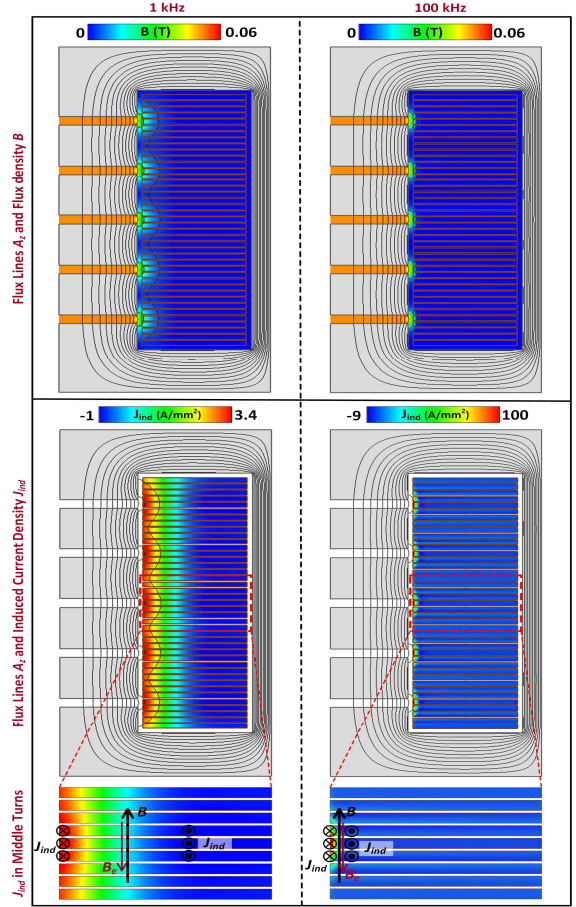 1 kHz
100 kHz
0 B (T) 0.06
0 B (T) 0.06
Flux Lines Az and Flux density B
-1 Jind (A/mm²) 3.4
-9 Jind (A/mm²) 100
Flux Lines Az and Induced Current Density Jind
Jind in Middle Turns
B
Jind
Jind
Be
B
Jind
Jind
Be